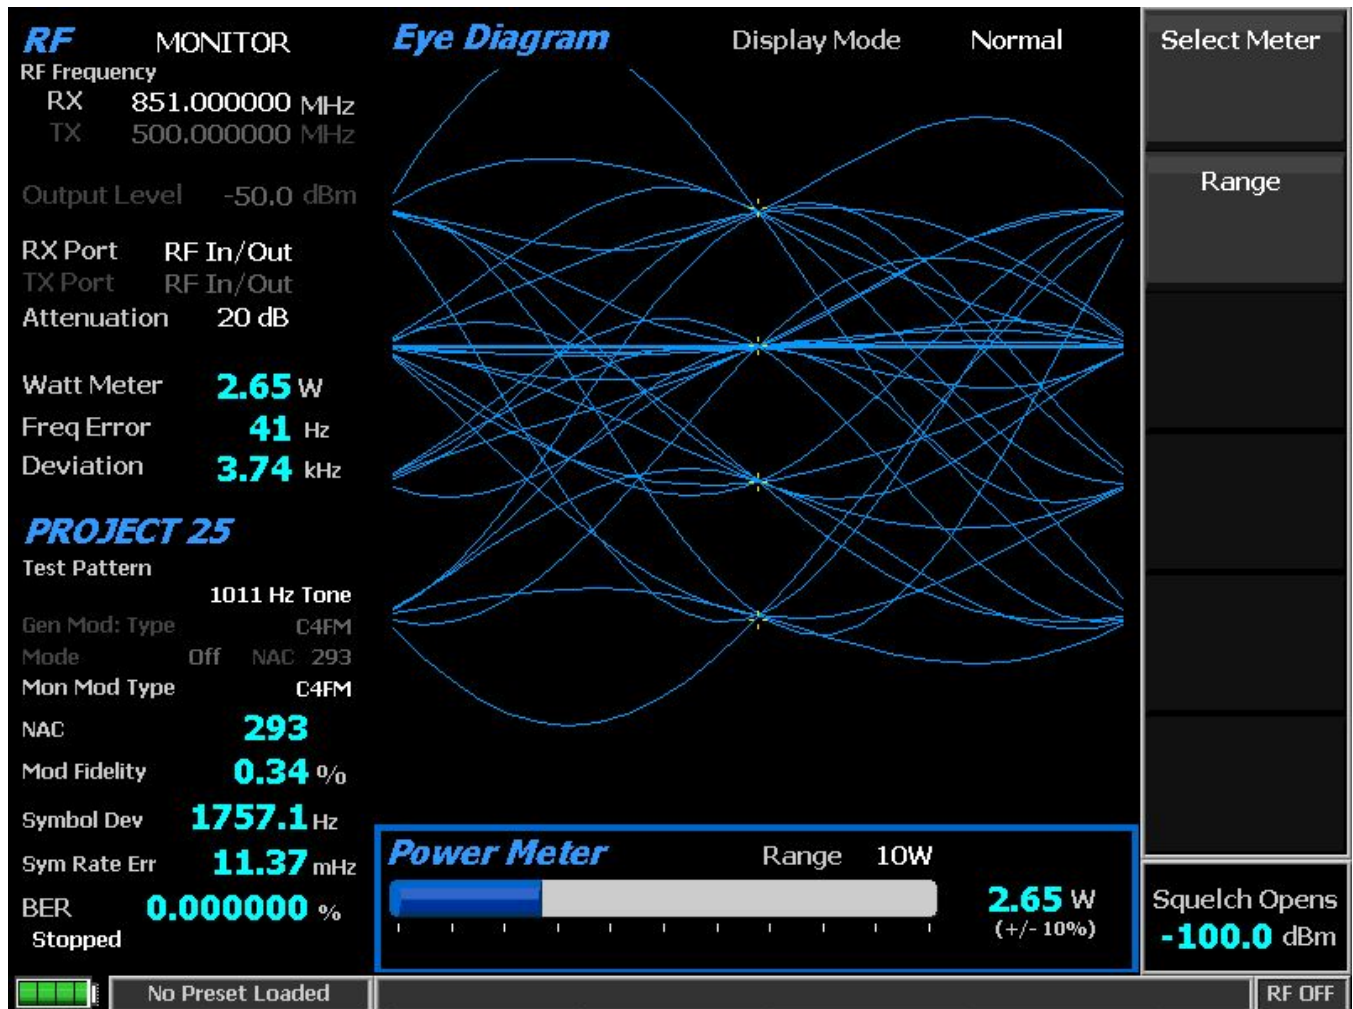 RF MONITOR
RF Frequency
RX 851.000000 MHz
TX 500.000000 MHz
Output Level -50.0 dBm
RX Port RF In/Out
TX Port RF In/Out
Attenuation 20 dB
Watt Meter 2.65 W
Freq Error 41 Hz
Deviation 3.74 kHz
PROJECT 25
Test Pattern
1011 Hz Tone
Gen Mod: Type C4FM
Mode Off NAC 293
Mon Mod Type C4FM
NAC 293
Mod Fidelity 0.34 %
Symbol Dev 1757.1 Hz
Sym Rate Err 11.37 mHz
BER 0.000000 %
Stopped
Eye Diagram Display Mode Normal
Power Meter Range 10W
2.65 W
(+/- 10%)
Select Meter
Range
Squelch Opens
-100.0 dBm
No Preset Loaded
RF OFF